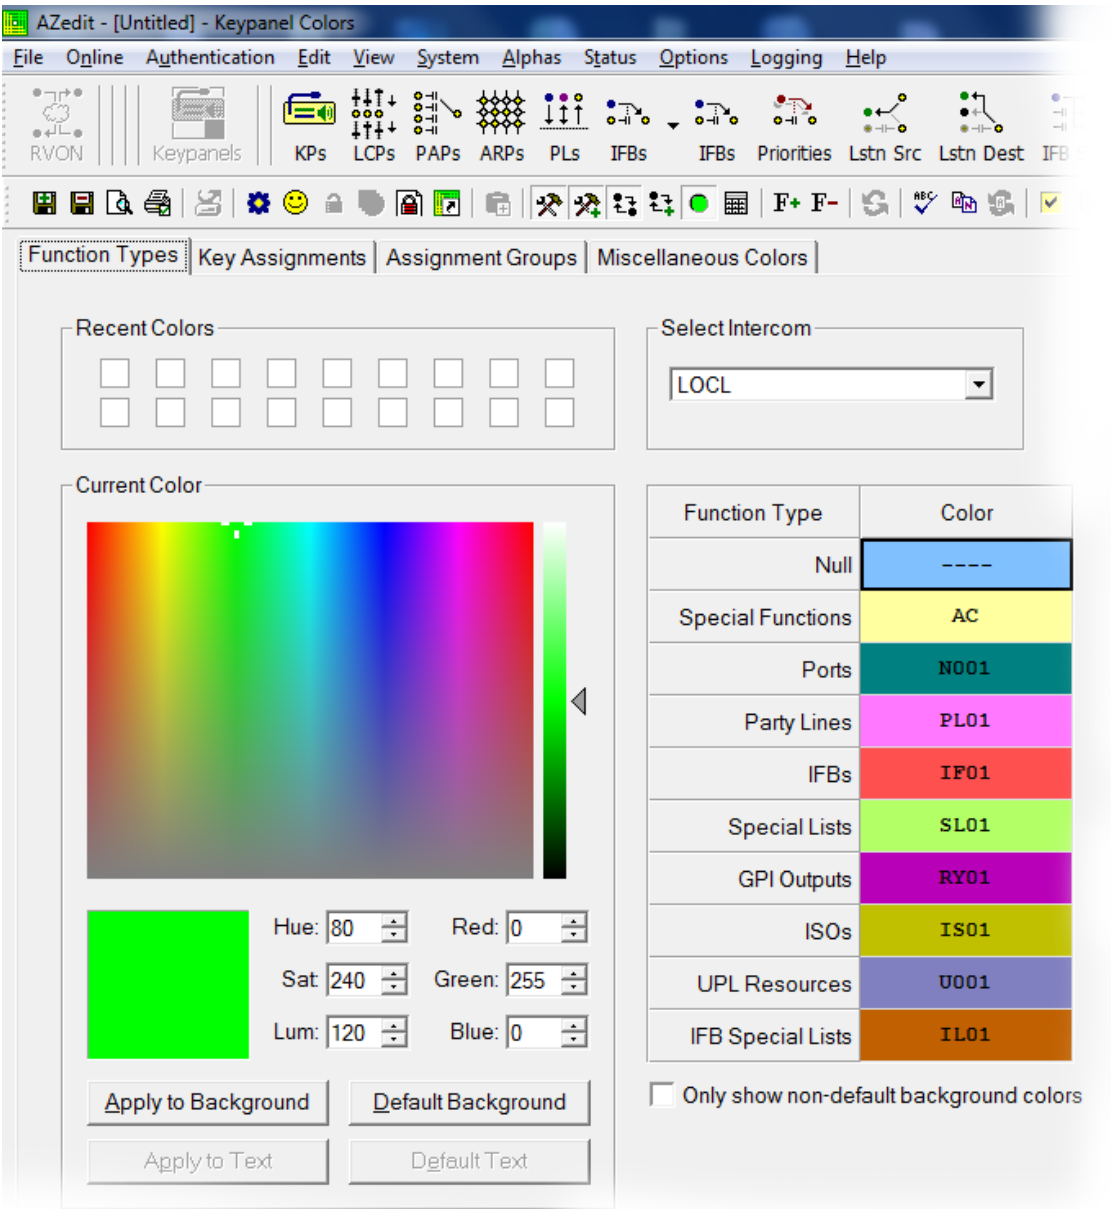 AZedit - [Untitled] - Keypanel Colors
File Online Authentication Edit View System Alphas Status Options Logging Help
RVON Keypanels KPs LCPs PAPs ARPs PLs IFBs IFBs Priorities Lstn Src Lstn Dest IFB
F+ F- ABC
Function Types Key Assignments Assignment Groups Miscellaneous Colors
Recent Colors
Select Intercom
LOCL
Current Color
Function Type Color
Null ----
Special Functions AC
Ports N001
Party Lines PL01
IFBs IF01
Special Lists SL01
GPI Outputs RY01
ISOs IS01
UPL Resources U001
IFB Special Lists IL01
Only show non-default background colors
Hue: 80 Red: 0
Sat: 240 Green: 255
Lum: 120 Blue: 0
Apply to Background Default Background
Apply to Text Default Text